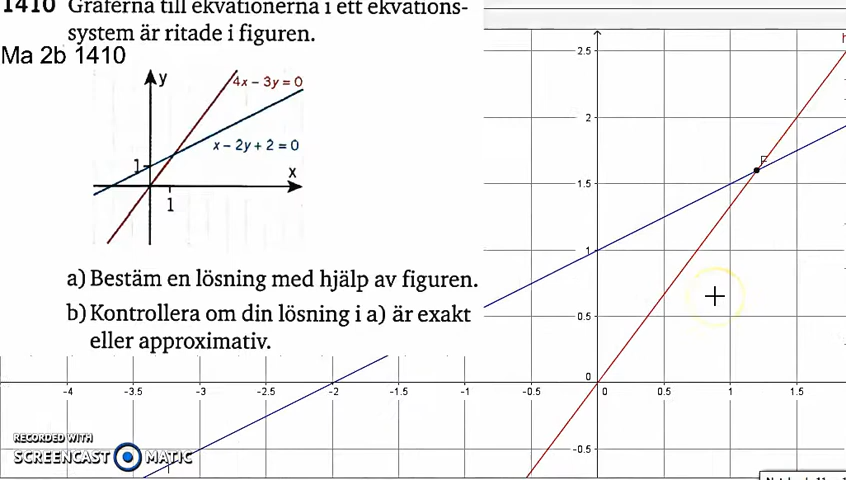 1410 Graferna till ekvationerna i ett ekvations-
system är ritade i figuren.
Ma 2b 1410
y
4x – 3y = 0
x – 2y + 2 = 0
1
x
1
a) Bestäm en lösning med hjälp av figuren.
b) Kontrollera om din lösning i a) är exakt
eller approximativ.
2.5
2
F
1.5
1
0.5
0
-4 -3.5 -3 -2.5 -2 -1.5 -1 -0.5 0 0.5 1 1.5
-0.5
RECORDED WITH
SCREENCAST MATIC